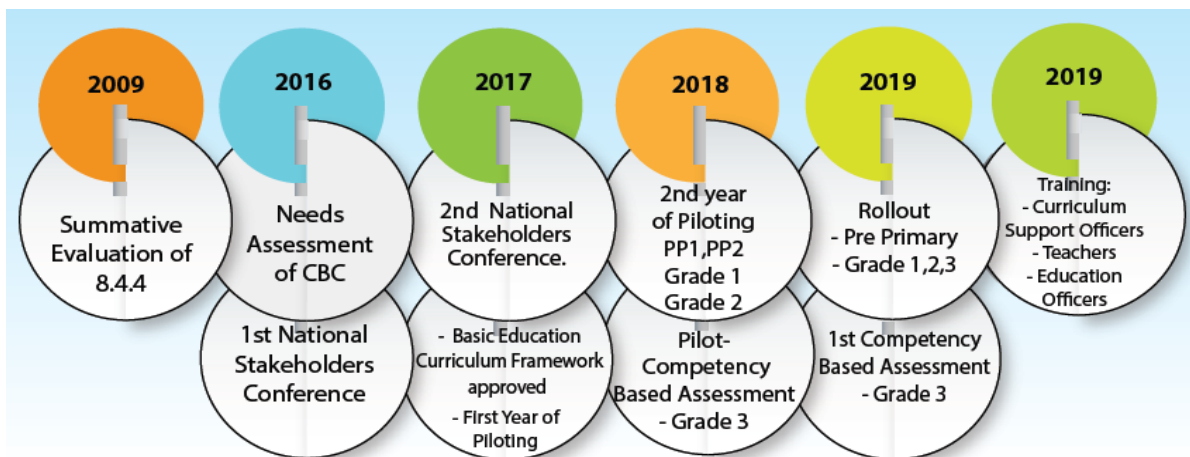 2009
Summative
Evaluation of
8.4.4
2016
Needs
Assessment
of CBC
1st National
Stakeholders
Conference
2017
2nd National
Stakeholders
Conference.
- Basic Education
Curriculum Framework
approved
- First Year of
Piloting
2018
2nd year
of Piloting
PP1,PP2
Grade 1
Grade 2
Pilot-
Competency
Based Assessment
- Grade 3
2019
Rollout
- Pre Primary
- Grade 1,2,3
1st Competency
Based Assessment
- Grade 3
2019
Training:
- Curriculum
Support Officers
- Teachers
- Education
Officers